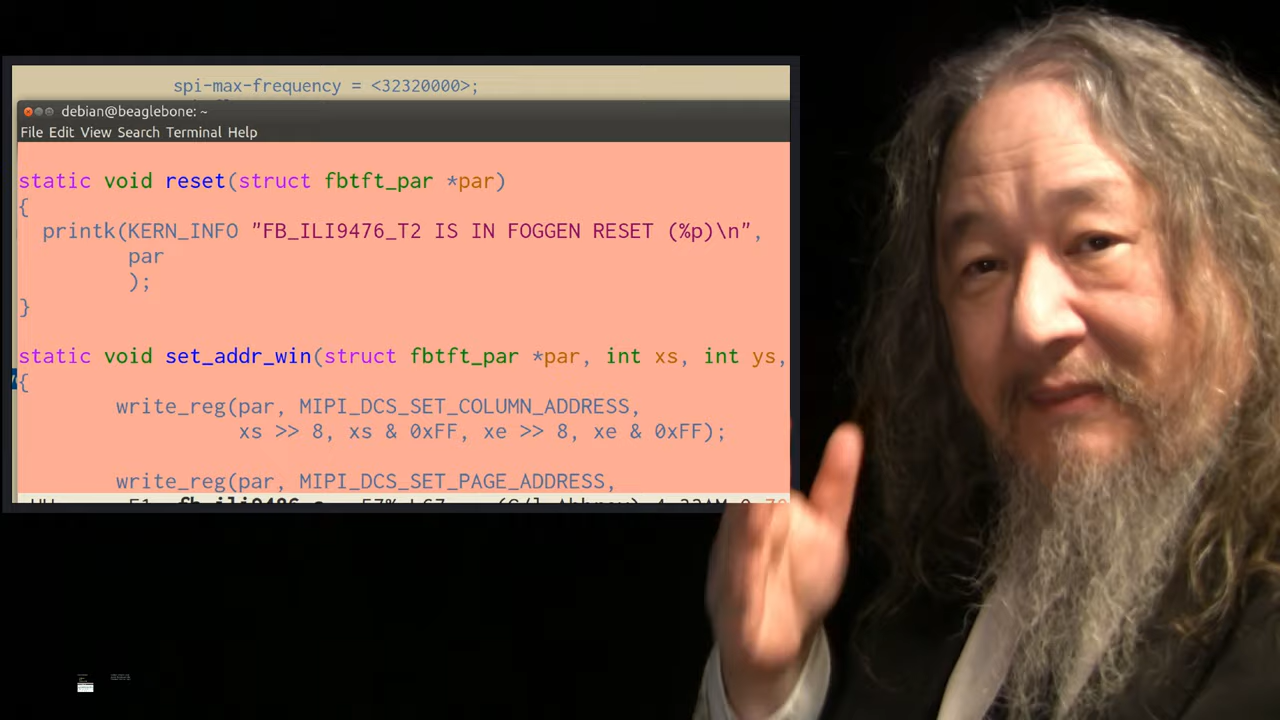 spi-max-frequency = <32320000>;
debian@beaglebone: ~
File Edit View Search Terminal Help
static void reset(struct fbtft_par *par)
{
printk(KERN_INFO "FB_ILI9476_T2 IS IN FOGGEN RESET (%p)\n",
par
);
}
static void set_addr_win(struct fbtft_par *par, int xs, int ys,
{
write_reg(par, MIPI_DCS_SET_COLUMN_ADDRESS,
xs >> 8, xs & 0xFF, xe >> 8, xe & 0xFF);
write_reg(par, MIPI_DCS_SET_PAGE_ADDRESS,